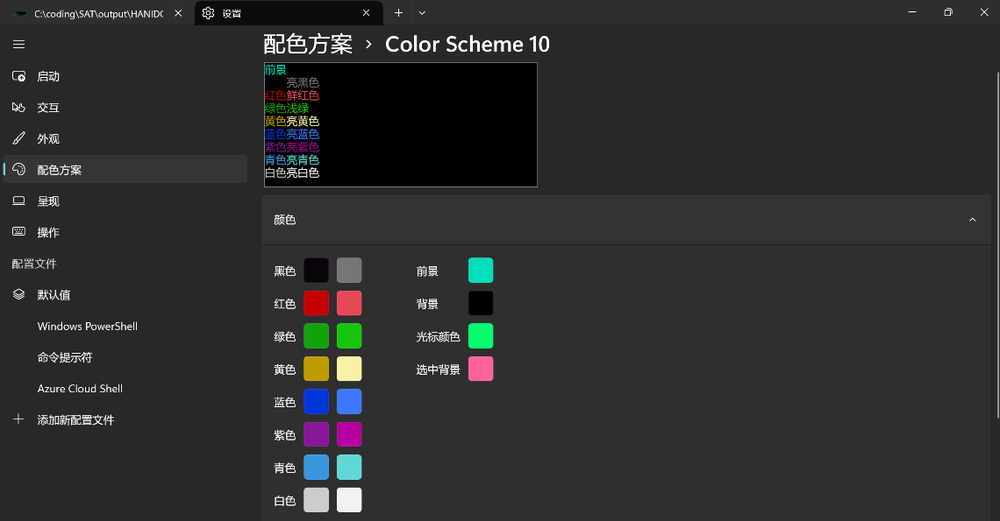 C:\coding\SAT\output\HANIDO
设置
配色方案 › Color Scheme 10
启动
交互
外观
配色方案
呈现
操作
配置文件
默认值
Windows PowerShell
命令提示符
Azure Cloud Shell
添加新配置文件
前景
亮黑色
红色鲜红色
绿色浅绿
黄色亮黄色
蓝色亮蓝色
紫色亮紫色
青色亮青色
白色亮白色
颜色
黑色
红色
绿色
黄色
蓝色
紫色
青色
白色
前景
背景
光标颜色
选中背景